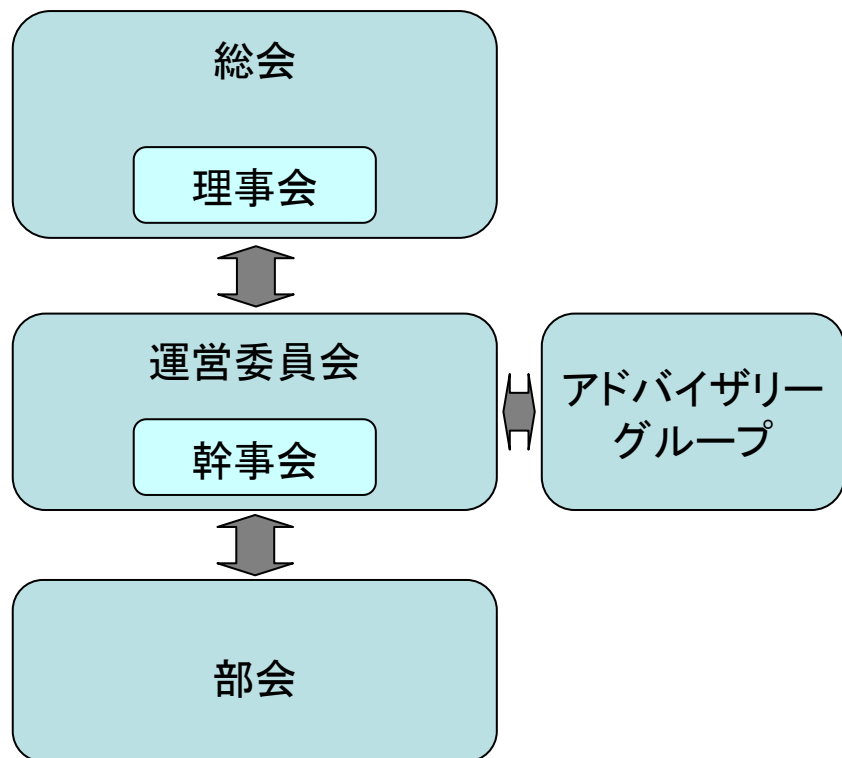 総会
理事会
運営委員会
幹事会
アドバイザリー
グループ
部会